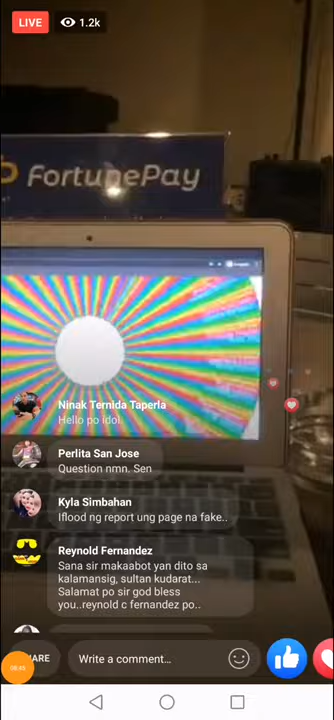 LIVE
1.2k
FortunePay
Ninak Ternida Taperla
Hello po idol
Perlita San Jose
Question nmn. Sen
Kyla Simbahan
Iflood ng report ung page na fake..
Reynold Fernandez
Sana sir makaabot yan dito sa
kalamansig, sultan kudarat...
Salamat po sir god bless
you..reynold c fernandez po..
Write a comment...